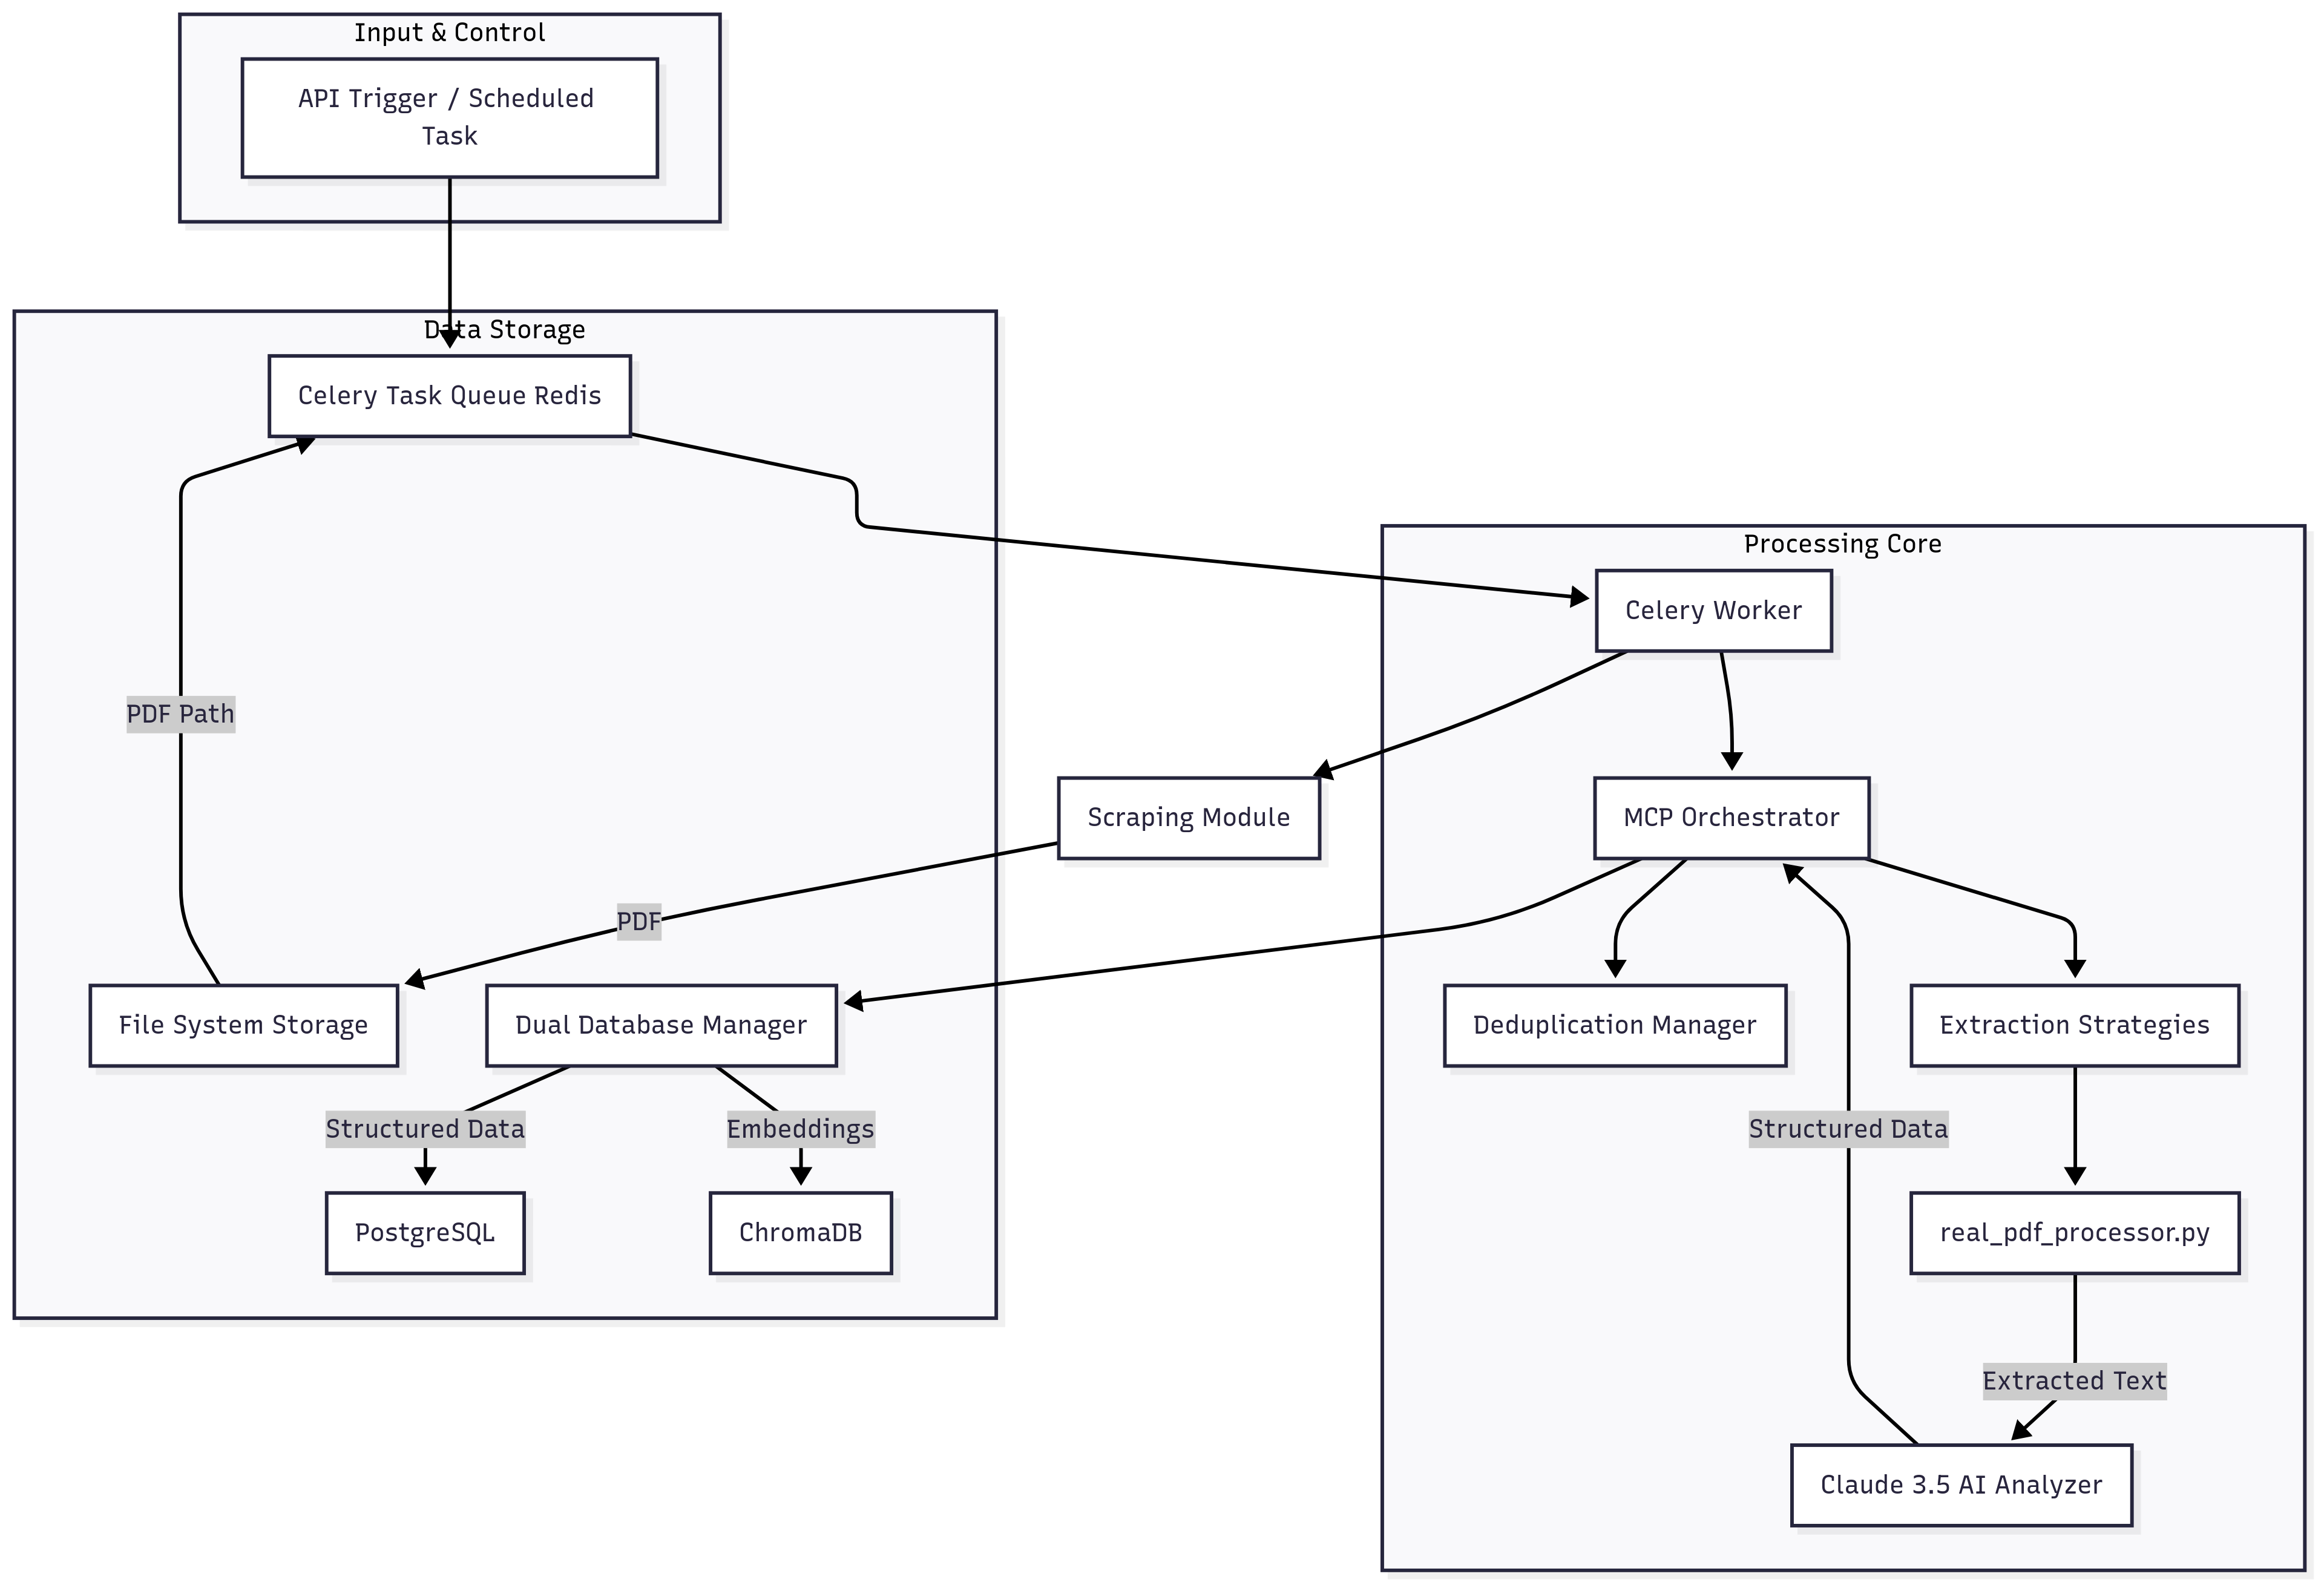 Input & Control
API Trigger / Scheduled
Task
Data Storage
Celery Task Queue Redis
Processing Core
Celery Worker
PDF Path
Scraping Module
MCP Orchestrator
PDF
File System Storage
Dual Database Manager
Deduplication Manager
Extraction Strategies
Structured Data
Embeddings
Structured Data
PostgreSQL
ChromaDB
real_pdf_processor.py
Extracted Text
Claude 3.5 AI Analyzer